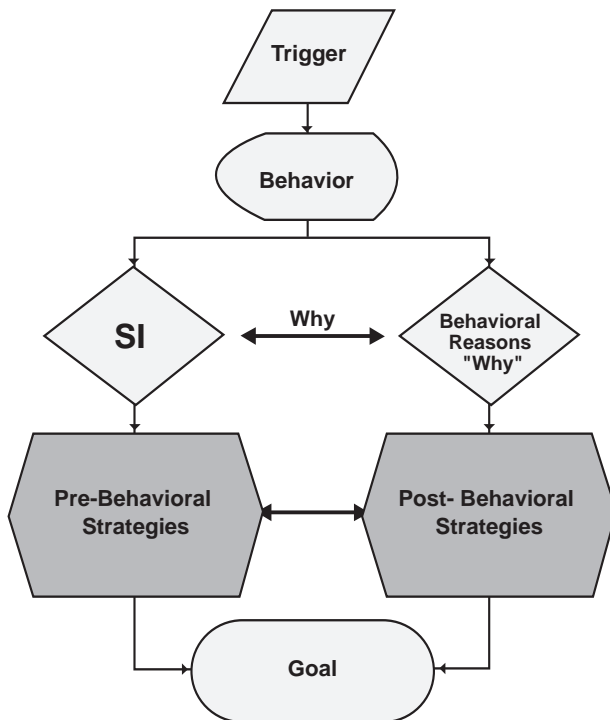 Trigger
Behavior
SI
Why
Behavioral
Reasons
"Why"
Pre-Behavioral
Strategies
Post- Behavioral
Strategies
Goal